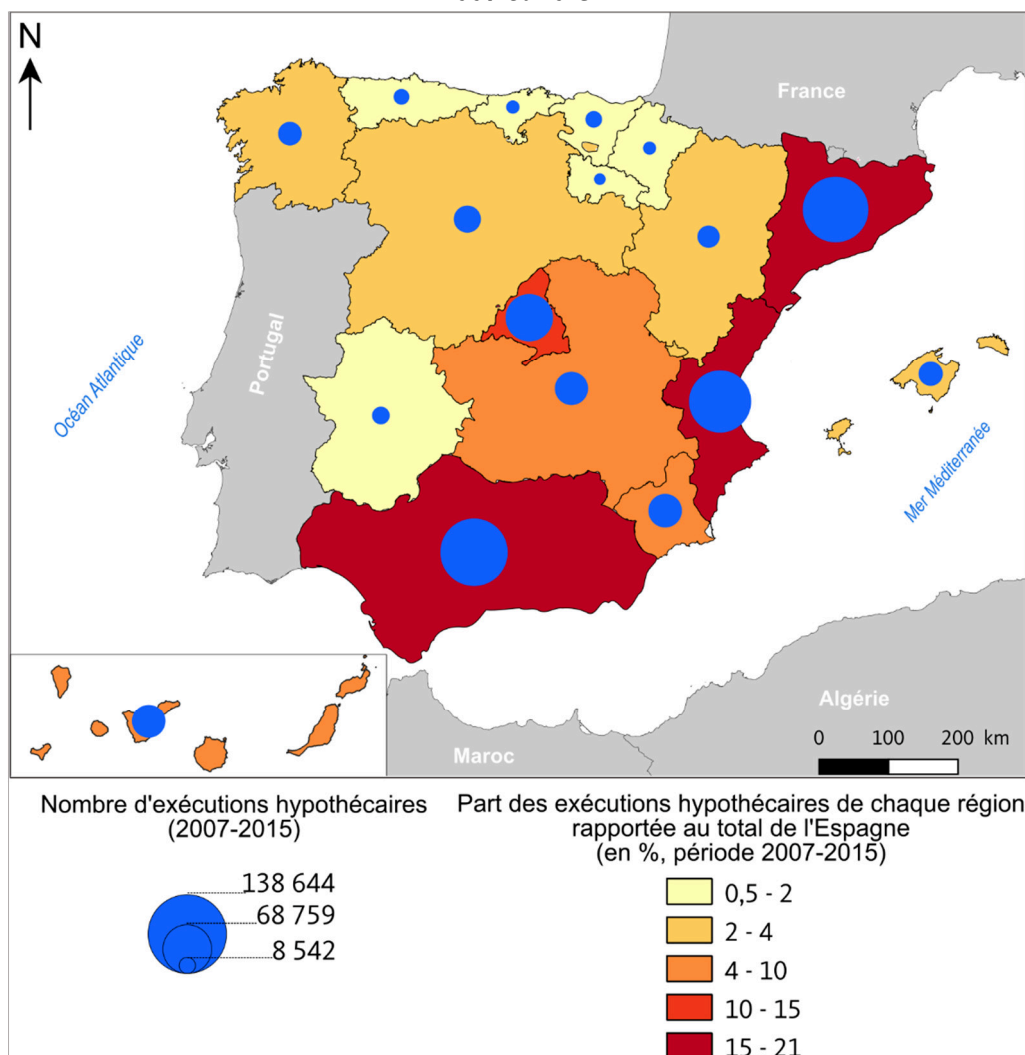 N
France
Portugal
Océan Atlantique
Mer Méditerranée
Algérie
Maroc
0 100 200 km
Nombre d'exécutions hypothécaires
(2007-2015)
138 644
68 759
8 542
Part des exécutions hypothécaires de chaque région
rapportée au total de l'Espagne
(en %, période 2007-2015)
0,5 - 2
2 - 4
4 - 10
10 - 15
15 - 21